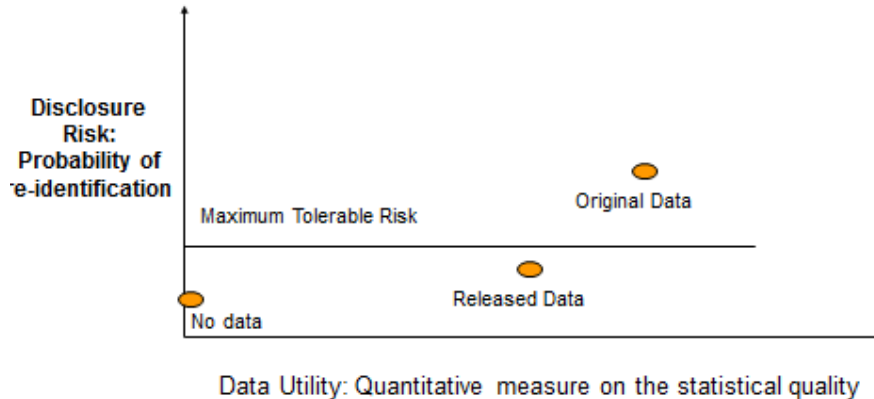 Disclosure
Risk:
Probability of
re-identification
Maximum Tolerable Risk
Original Data
Released Data
No data
Data Utility: Quantitative measure on the statistical quality